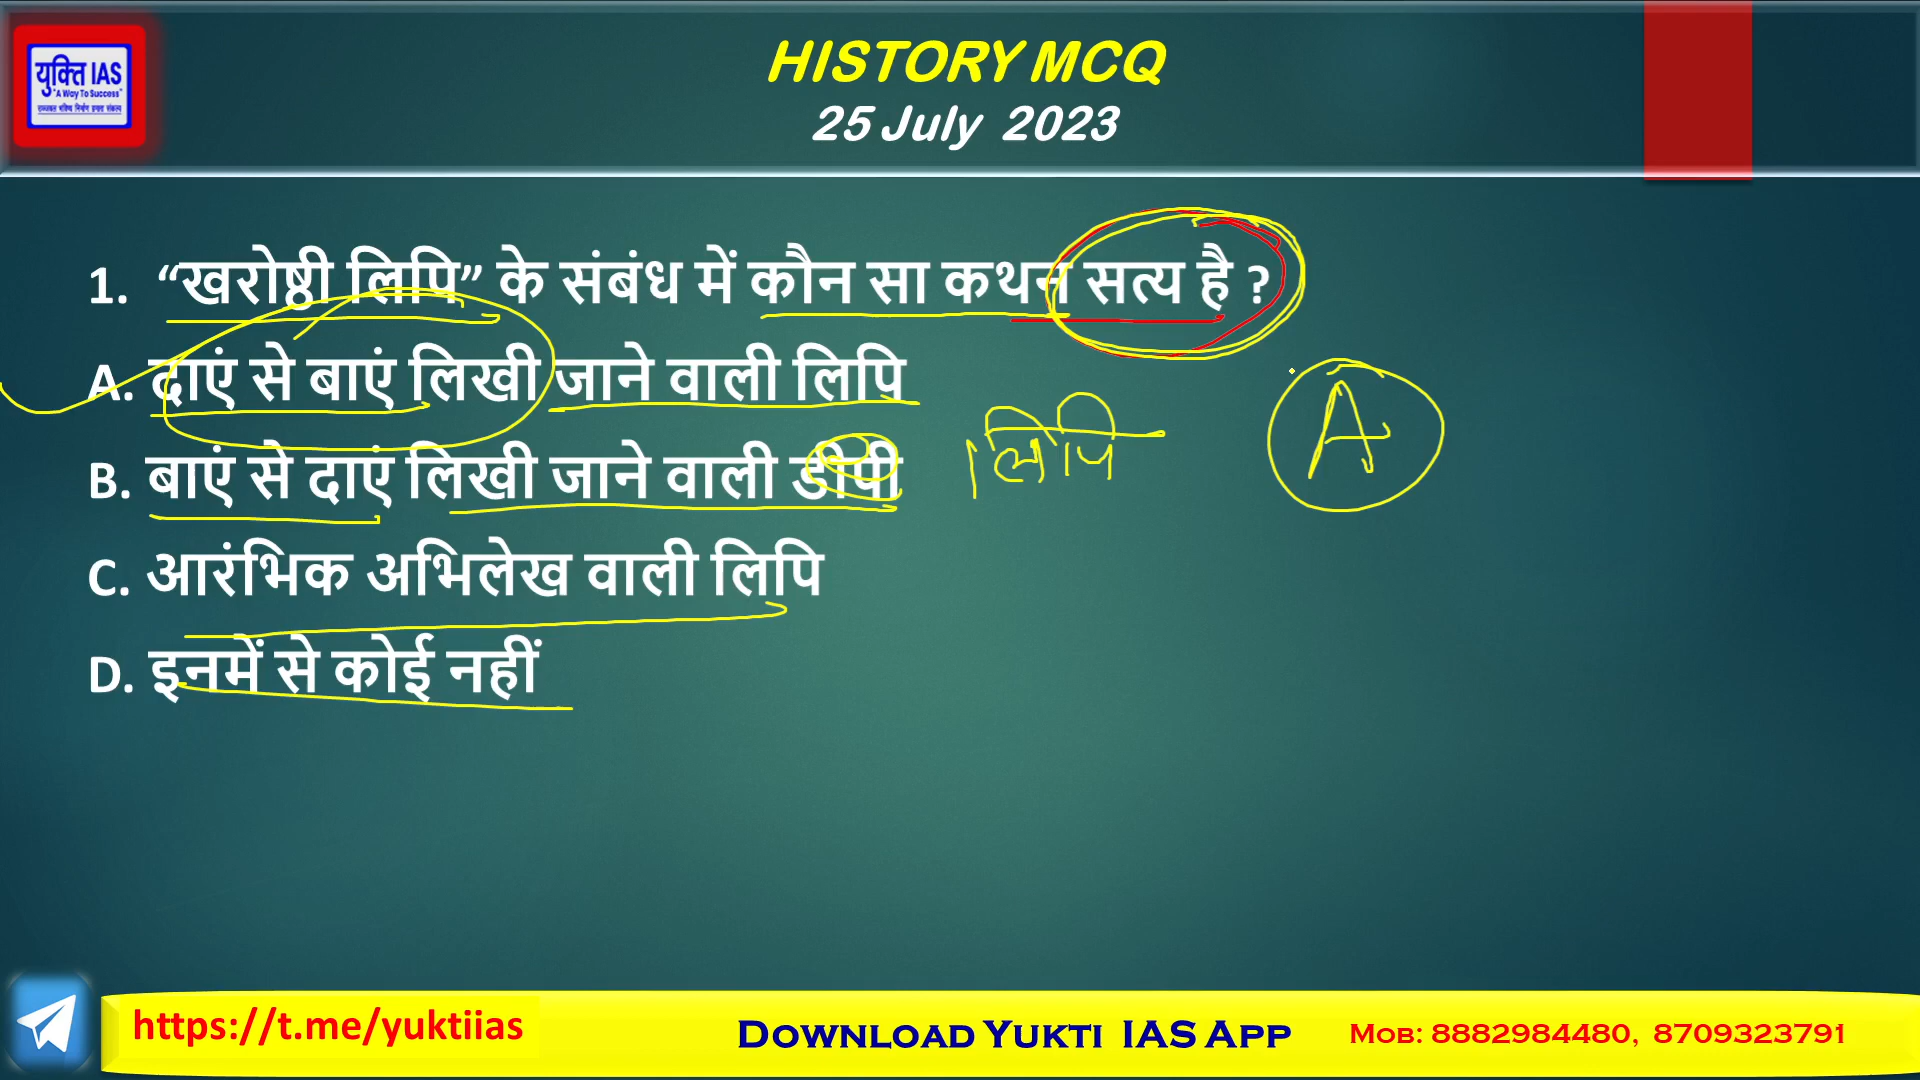 युक्ति IAS
"A Way To Success"
HISTORY MCQ
25 July 2023
1. “खरोष्ठी लिपि” के संबंध में कौन सा कथन सत्य है ?
A. दाएं से बाएं लिखी जाने वाली लिपि
B. बाएं से दाएं लिखी जाने वाली डीपी
लिपि
A
C. आरंभिक अभिलेख वाली लिपि
D. इनमें से कोई नहीं
https://t.me/yuktiias
DOWNLOAD YUKTI IAS APP
MOB: 8882984480, 8709323791